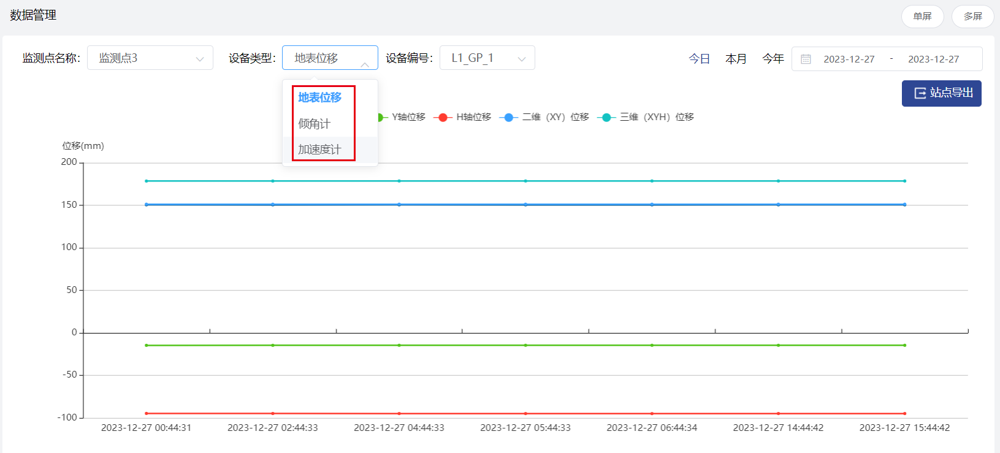 数据管理
单屏 多屏
监测点名称: 监测点3 设备类型: 地表位移 设备编号: L1_GP_1 今日 本月 今年 2023-12-27 - 2023-12-27
站点导出
地表位移
倾角计
加速度计
Y轴位移 H轴位移 二维（XY）位移 三维（XYH）位移
位移(mm)
200
150
100
50
0
-50
-100
2023-12-27 00:44:31 2023-12-27 02:44:33 2023-12-27 04:44:33 2023-12-27 05:44:33 2023-12-27 06:44:34 2023-12-27 14:44:42 2023-12-27 15:44:42